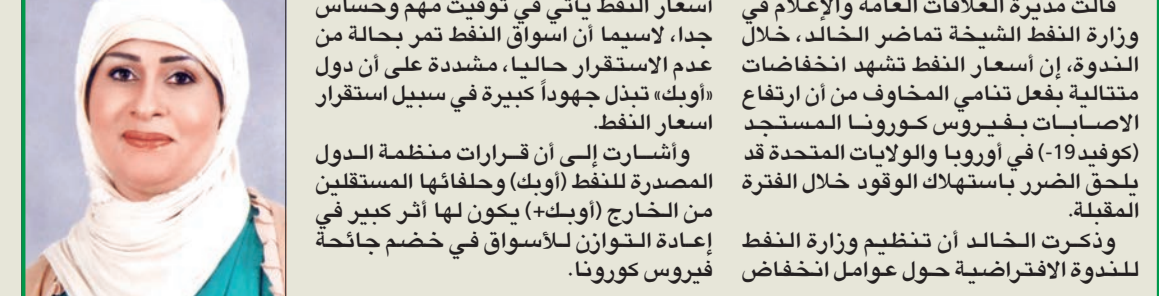 قالت مديرة العلاقات العامة والإعلام في
وزارة النفط الشيخة تماضر الخالد، خلال
الندوة، إن أسعار النفط تشهد انخفاضات
متتالية بفعل تنامي المخاوف من أن ارتفاع
الاصابات بفيروس كورونا المستجد
(كوفيد19-) في أوروبا والولايات المتحدة قد
يلحق الضرر باستهلاك الوقود خلال الفترة
المقبلة.
وذكرت الخالد أن تنظيم وزارة النفط
للندوة الافتراضية حول عوامل انخفاض
اسعار النفط يأتي في توقيت مهم وحساس
جدا، لاسيما أن اسواق النفط تمر بحالة من
عدم الاستقرار حاليا، مشددة على أن دول
«أوبك» تبذل جهوداً كبيرة في سبيل استقرار
اسعار النفط.
وأشارت إلى أن قرارات منظمة الدول
المصدرة للنفط (أوبك) وحلفائها المستقلين
من الخارج (أوبك+) يكون لها أثر كبير في
إعادة التوازن للأسواق في خضم جائحة
فيروس كورونا.